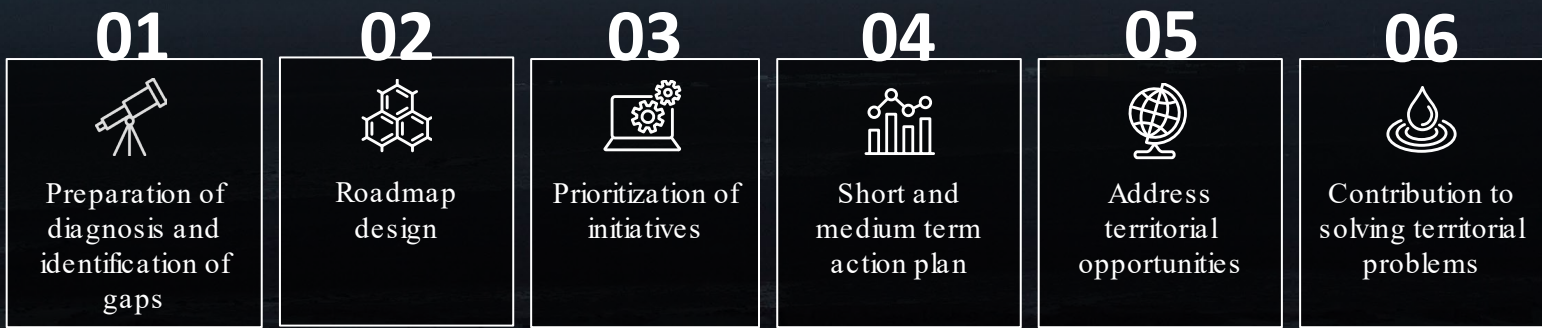 01
Preparation of
diagnosis and
identification of
gaps
02
Roadmap
design
03
Prioritization of
initiatives
04
Short and
medium term
action plan
05
Address
territorial
opportunities
06
Contribution to
solving territorial
problems